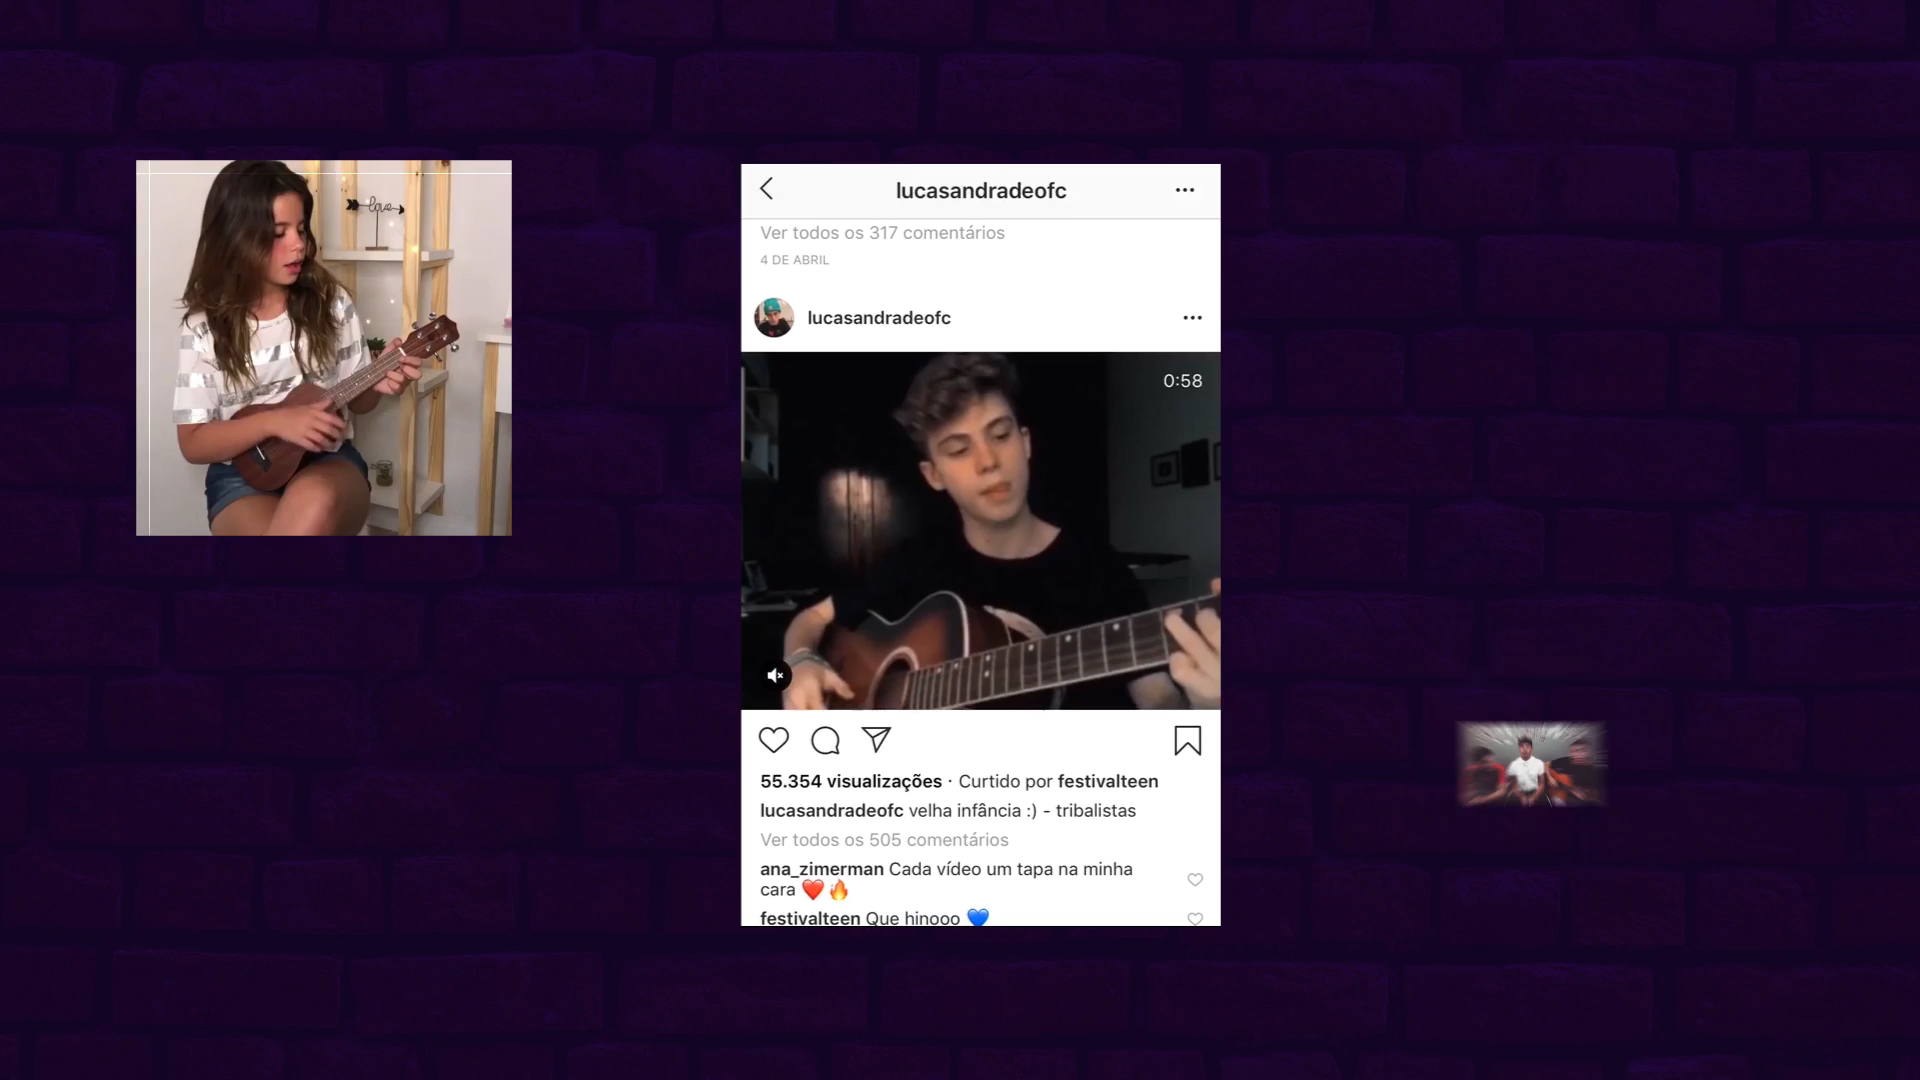 love
lucasandradeofc
Ver todos os 317 comentários
4 DE ABRIL
lucasandradeofc
0:58
55.354 visualizações · Curtido por festivalteen
lucasandradeofc velha infância :) - tribalistas
Ver todos os 505 comentários
ana_zimerman Cada vídeo um tapa na minha
cara ❤️🔥
festivalteen Que hinooo 💙